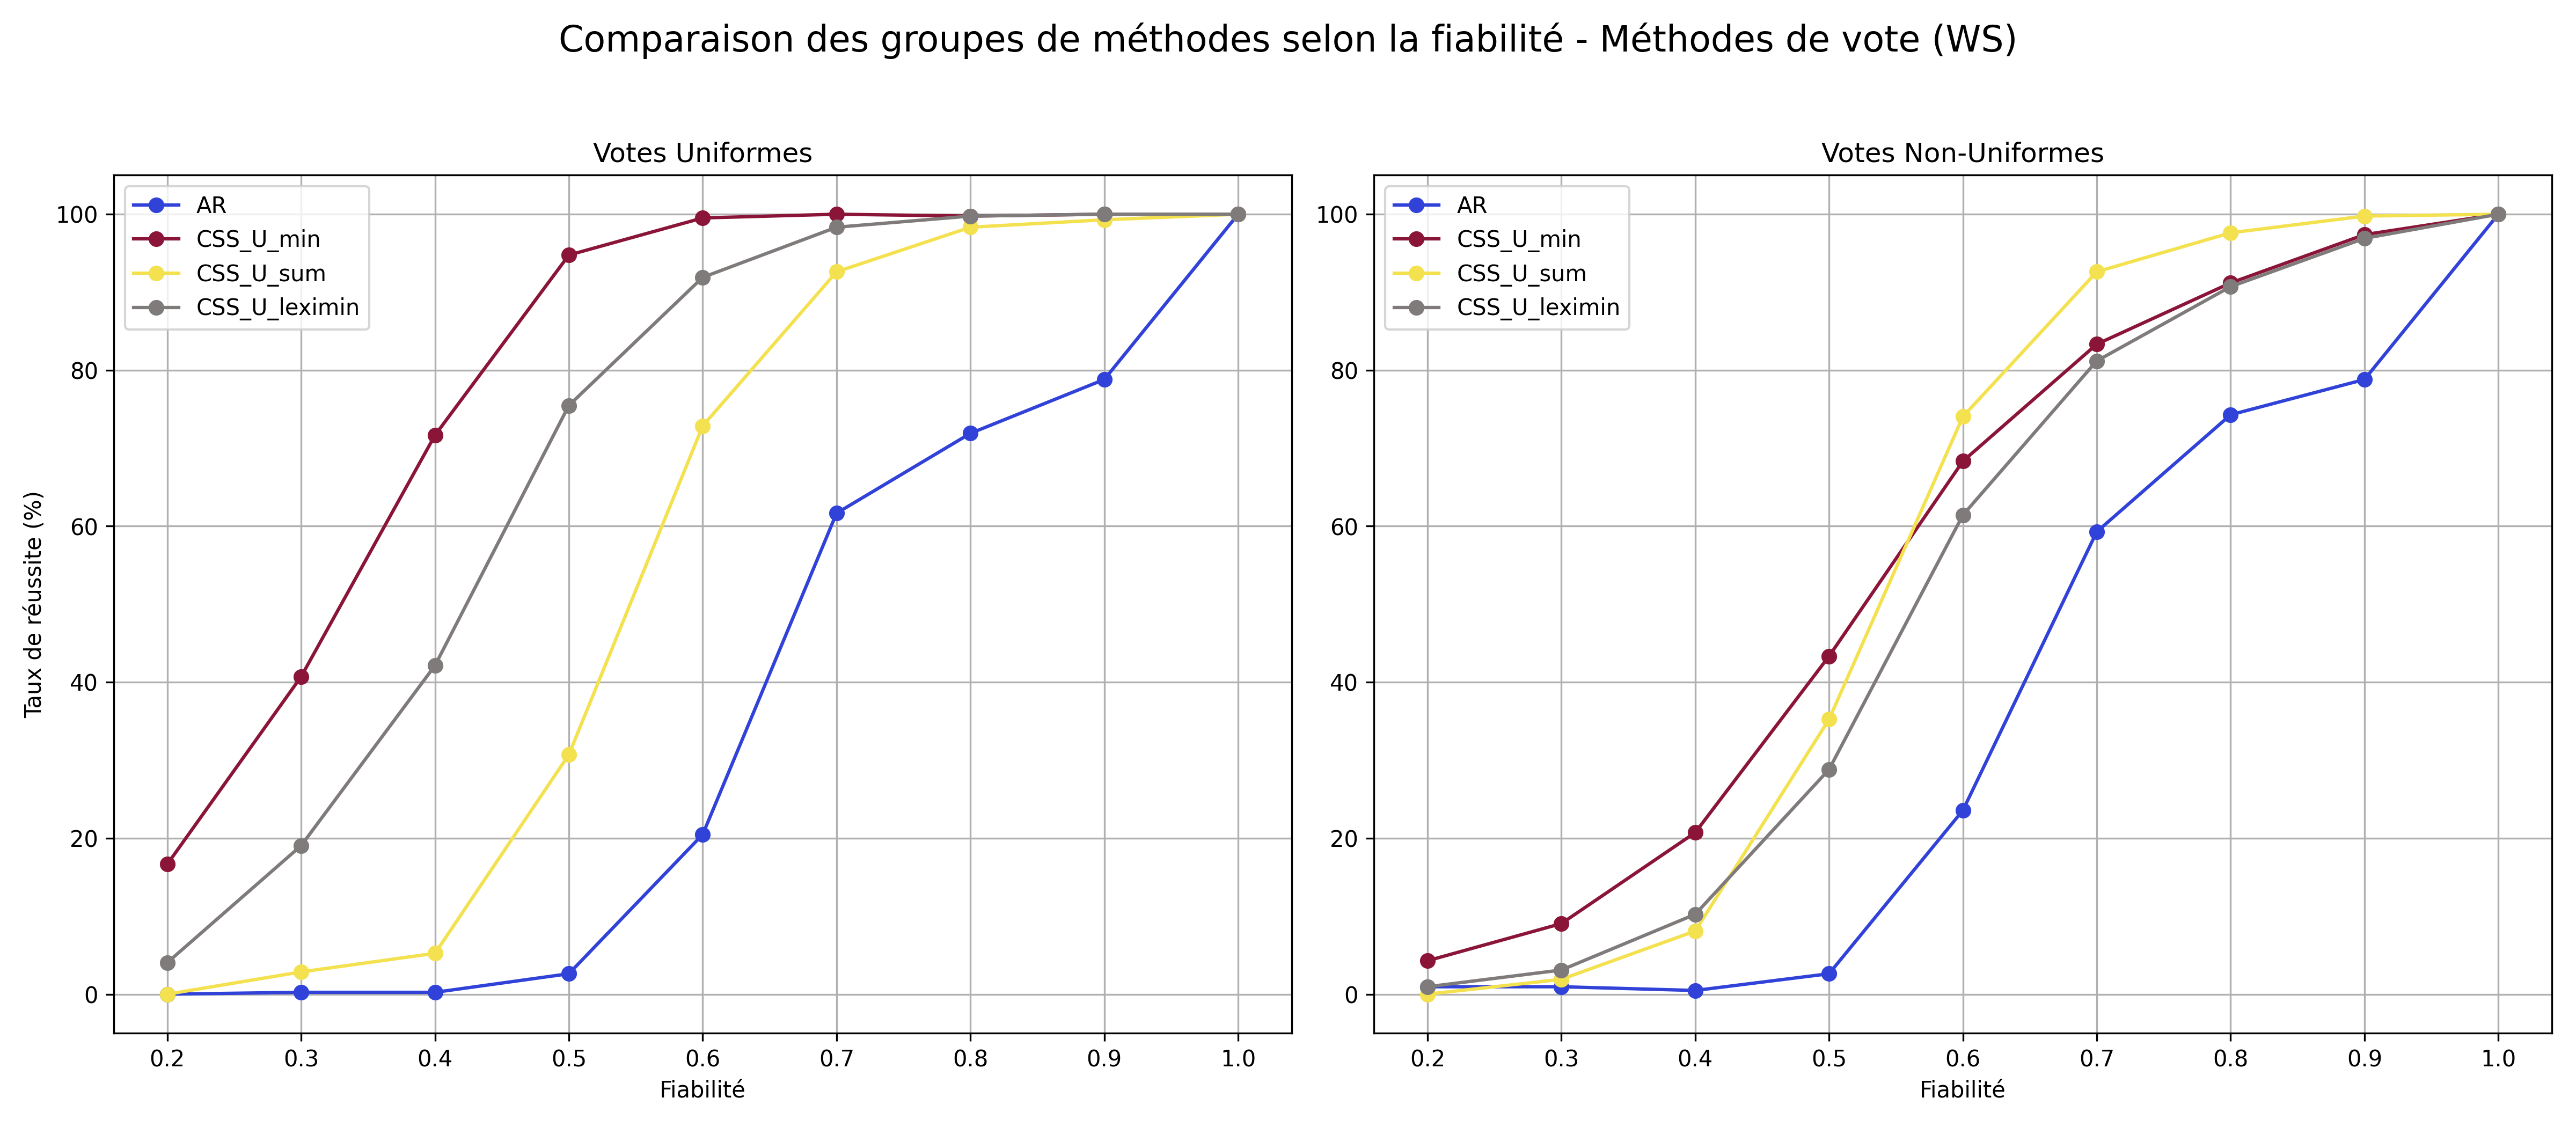 Comparaison des groupes de méthodes selon la fiabilité - Méthodes de vote (WS)
Votes Uniformes
AR
CSS_U_min
CSS_U_sum
CSS_U_leximin
100
80
60
40
20
0
Taux de réussite (%)
0.2 0.3 0.4 0.5 0.6 0.7 0.8 0.9 1.0
Fiabilité
Votes Non-Uniformes
AR
CSS_U_min
CSS_U_sum
CSS_U_leximin
100
80
60
40
20
0
0.2 0.3 0.4 0.5 0.6 0.7 0.8 0.9 1.0
Fiabilité